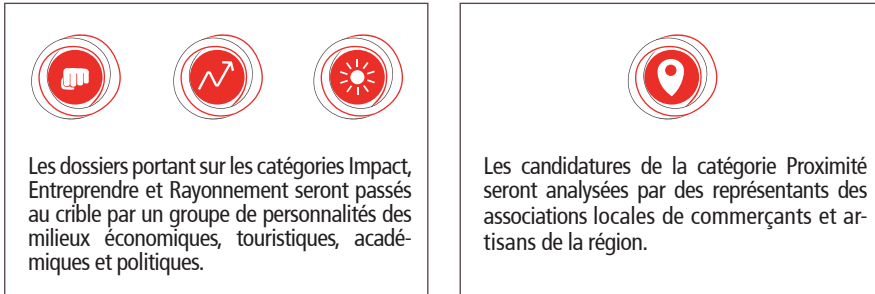 Les dossiers portant sur les catégories Impact,
Entreprendre et Rayonnement seront passés
au crible par un groupe de personnalités des
milieux économiques, touristiques, acadé-
miques et politiques.
Les candidatures de la catégorie Proximité
seront analysées par des représentants des
associations locales de commerçants et ar-
tisans de la région.